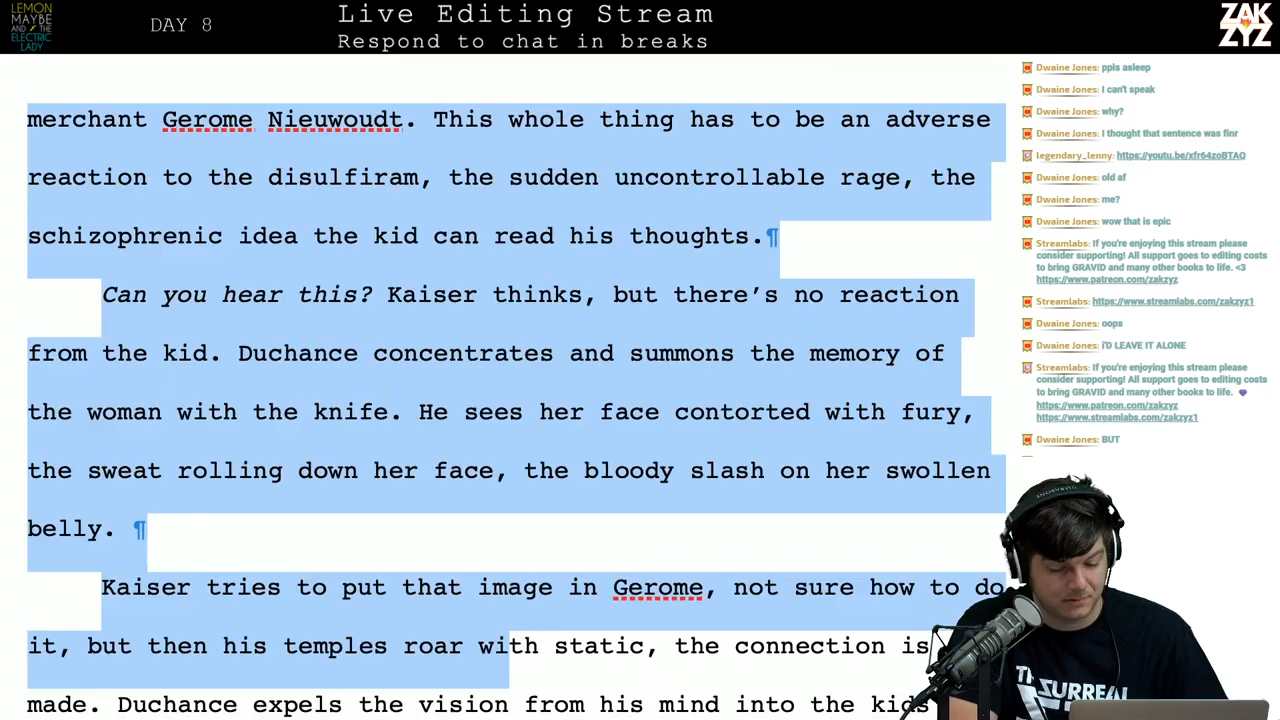 LEMON
MAYBE
AND THE
ELECTRIC
LADY
DAY 8
Live Editing Stream
Respond to chat in breaks
ZAK
ZYZ
merchant Gerome Nieuwoudt. This whole thing has to be an adverse
reaction to the disulfiram, the sudden uncontrollable rage, the
schizophrenic idea the kid can read his thoughts.¶
Can you hear this? Kaiser thinks, but there’s no reaction
from the kid. Duchance concentrates and summons the memory of
the woman with the knife. He sees her face contorted with fury,
the sweat rolling down her face, the bloody slash on her swollen
belly. ¶
Kaiser tries to put that image in Gerome, not sure how to do
it, but then his temples roar with static, the connection is
made. Duchance expels the vision from his mind into the kids
Dwaine Jones: ppls asleep
Dwaine Jones: I can't speak
Dwaine Jones: why?
Dwaine Jones: I thought that sentence was finr
legendary_lenny: https://youtu.be/xfr64zoBTAQ
Dwaine Jones: old af
Dwaine Jones: me?
Dwaine Jones: wow that is epic
Streamlabs: If you're enjoying this stream please
consider supporting! All support goes to editing costs
to bring GRAVID and many other books to life. <3
https://www.patreon.com/zakzyz
Streamlabs: https://www.streamlabs.com/zakzyz1
Dwaine Jones: oops
Dwaine Jones: i'D LEAVE IT ALONE
Streamlabs: If you're enjoying this stream please
consider supporting! All support goes to editing costs
to bring GRAVID and many other books to life. 💜
https://www.patreon.com/zakzyz
https://www.streamlabs.com/zakzyz1
Dwaine Jones: BUT